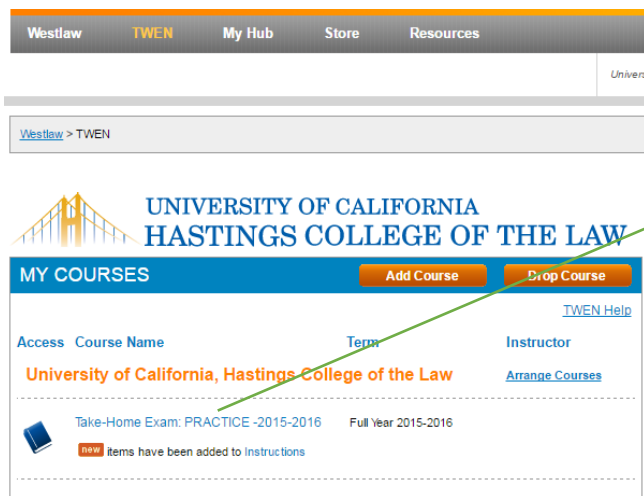 Westlaw TWEN My Hub Store Resources
Westlaw > TWEN
UNIVERSITY OF CALIFORNIA
HASTINGS COLLEGE OF THE LAW
MY COURSES Add Course Drop Course
TWEN Help
Access Course Name Term Instructor
University of California, Hastings College of the Law Arrange Courses
Take-Home Exam: PRACTICE -2015-2016 Full Year 2015-2016
new items have been added to Instructions